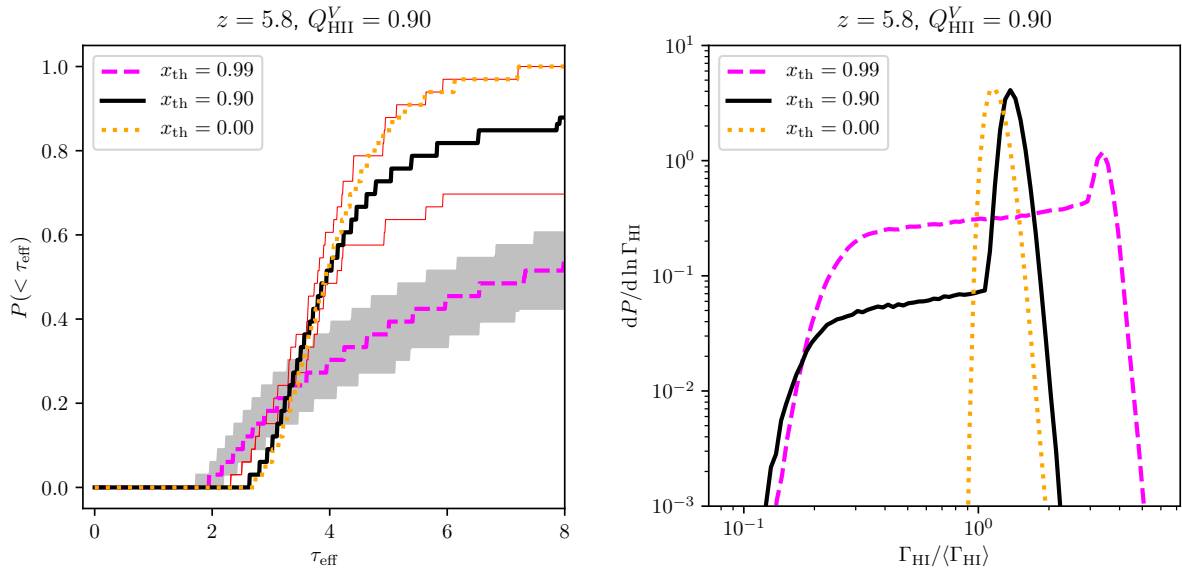 z = 5.8, Q^V_HII = 0.90
x_th = 0.99
x_th = 0.90
x_th = 0.00
P(< τ_eff)
1.0
0.8
0.6
0.4
0.2
0.0
0 2 4 6 8
τ_eff
z = 5.8, Q^V_HII = 0.90
x_th = 0.99
x_th = 0.90
x_th = 0.00
dP/d ln Γ_HI
10^1
10^0
10^−1
10^−2
10^−3
10^−1 10^0
Γ_HI/⟨Γ_HI⟩